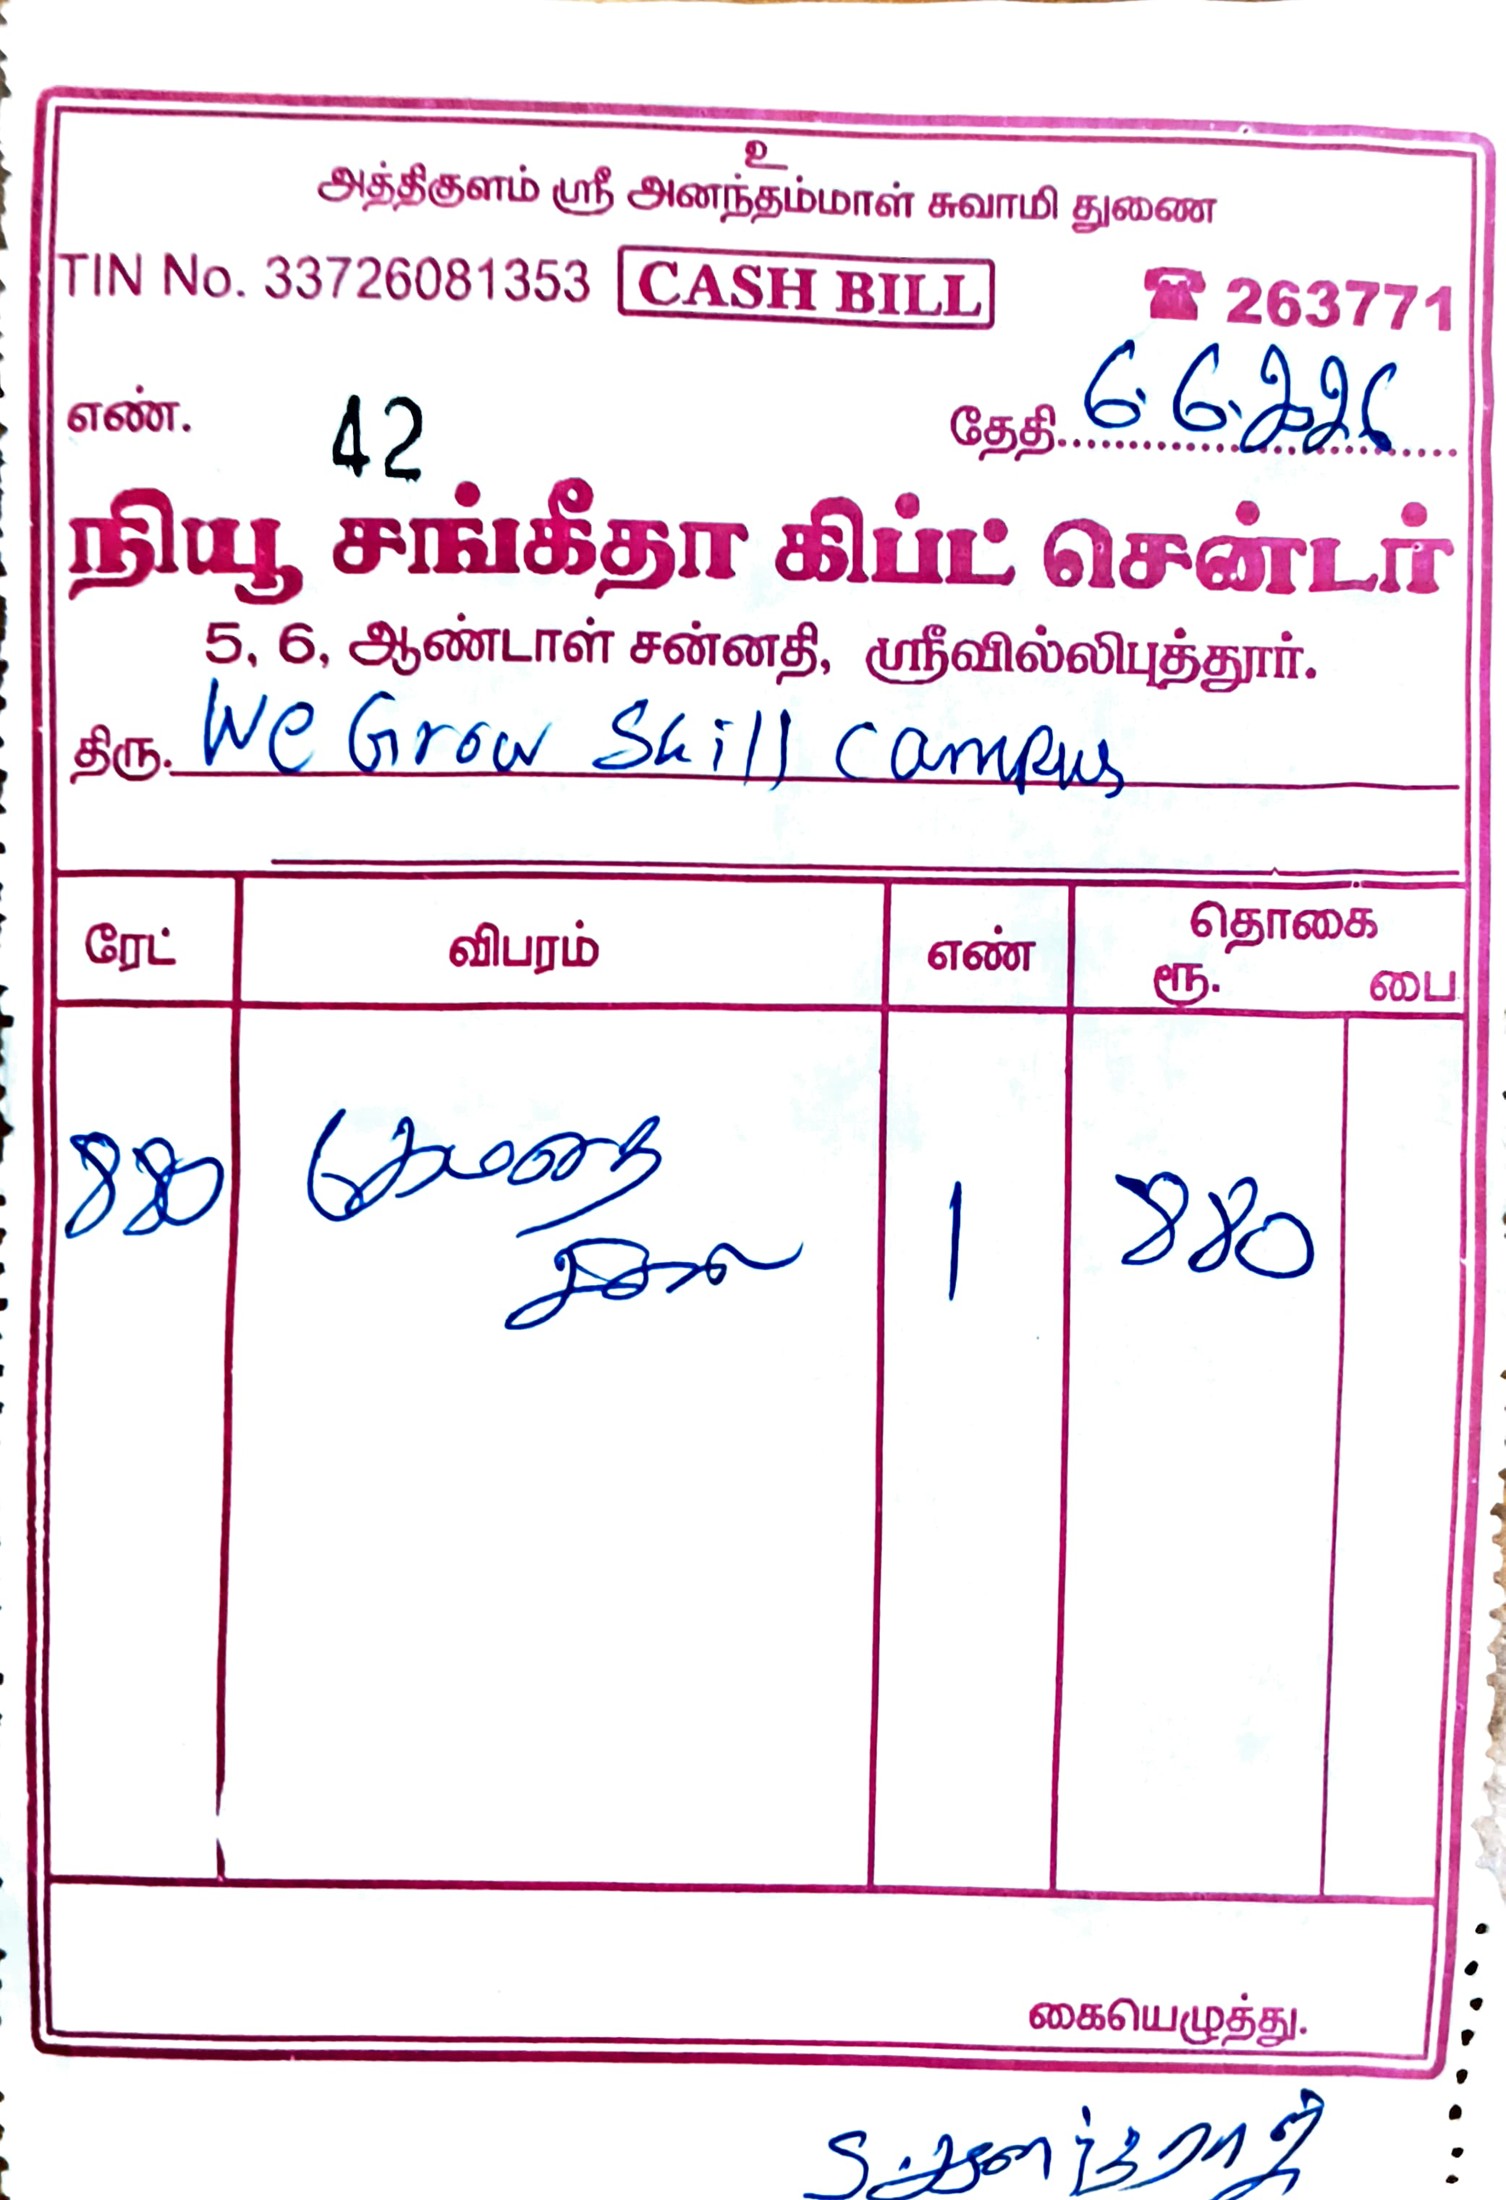 உ
அத்திகுளம் ஸ்ரீ அனந்தம்மாள் சுவாமி துணை
TIN No. 33726081353 CASH BILL ☎ 263771
எண். 42 தேதி 6.6.226
நியூ சங்கீதா கிப்ட் சென்டர்
5, 6, ஆண்டாள் சன்னதி, ஸ்ரீவில்லிபுத்தூர்.
திரு. We Grow Skill Campus
ரேட் விபரம் எண் தொகை
ரூ. பை
880 1 880
கையெழுத்து.